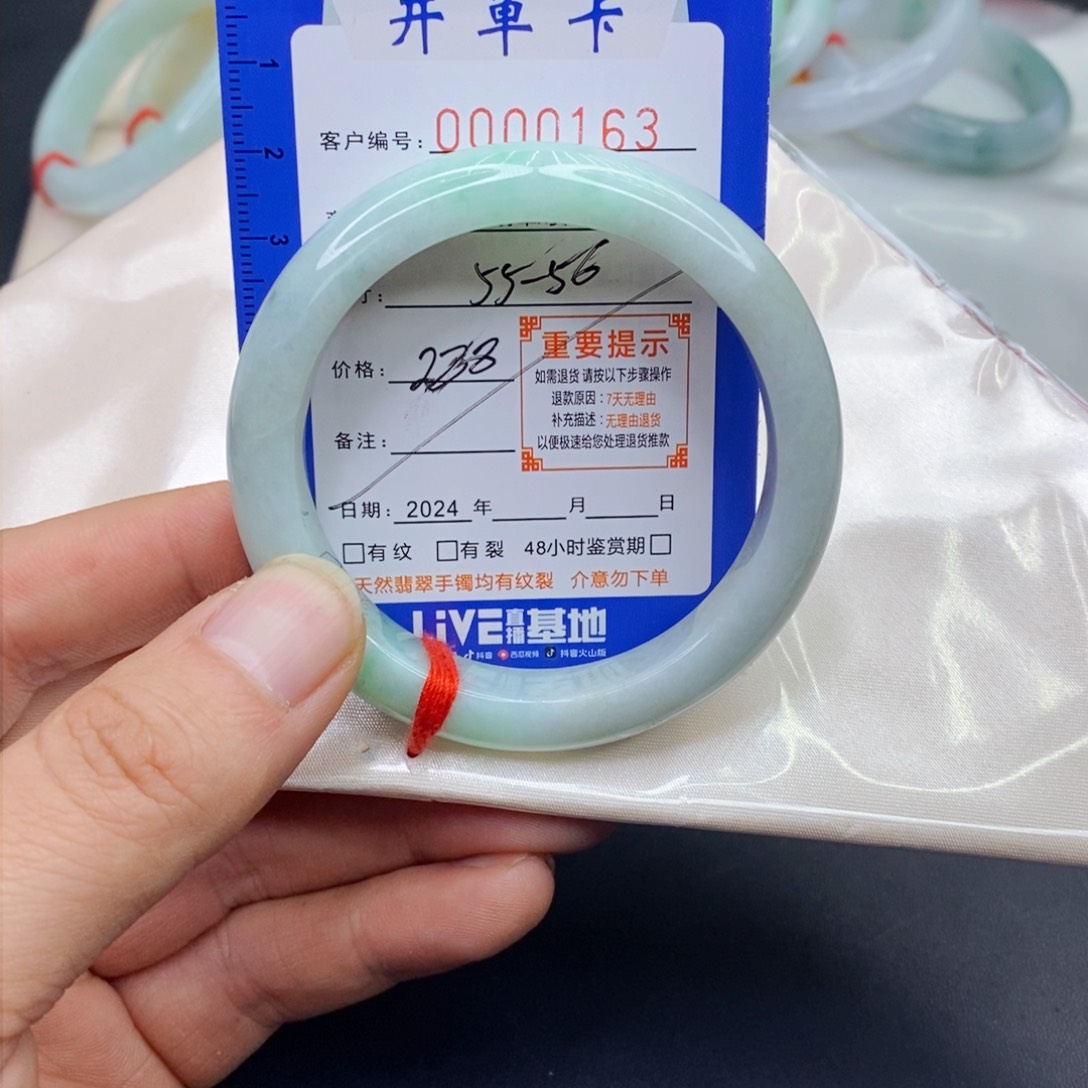 开单卡
1
2
3
客户编号: 0000163
55-56
价格: 238
重要提示
如需退货 请按以下步骤操作
退款原因:7天无理由
补充描述:无理由退货
以便极速给您处理退货推款
备注:
日期: 2024 年 月 日
□有纹 □有裂 48小时鉴赏期□
天然翡翠手镯均有纹裂 介意勿下单
LiVE直播基地
抖音 西瓜视频 抖音火山版